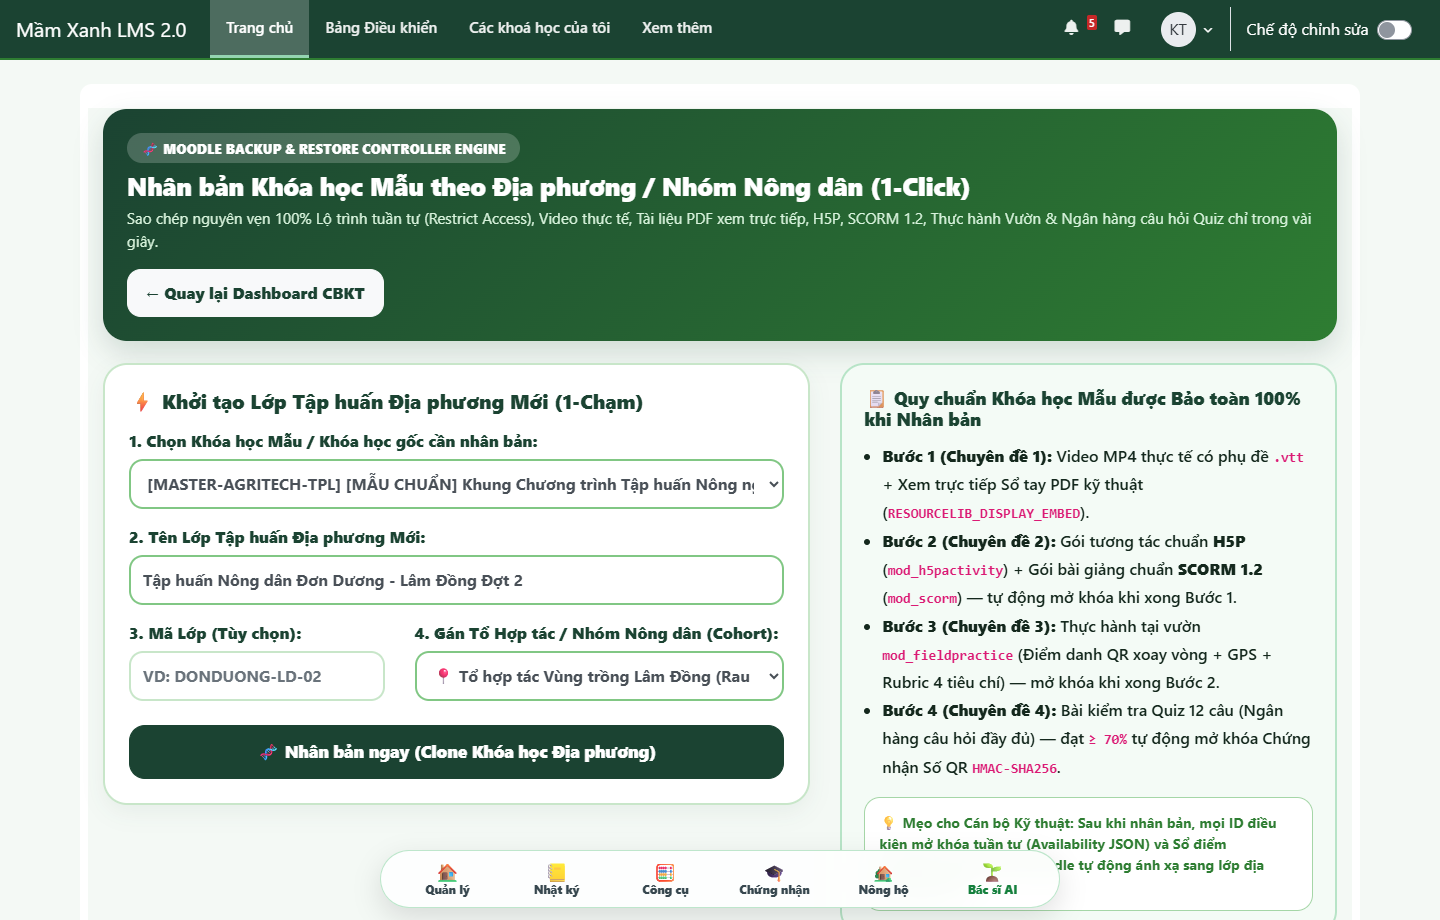 Mầm Xanh LMS 2.0
Trang chủ
Bảng Điều khiển
Các khoá học của tôi
Xem thêm
5
KT
Chế độ chỉnh sửa
MOODLE BACKUP & RESTORE CONTROLLER ENGINE
Nhân bản Khóa học Mẫu theo Địa phương / Nhóm Nông dân (1-Click)
Sao chép nguyên vẹn 100% Lộ trình tuần tự (Restrict Access), Video thực tế, Tài liệu PDF xem trực tiếp, H5P, SCORM 1.2, Thực hành Vườn & Ngân hàng câu hỏi Quiz chỉ trong vài
giây.
← Quay lại Dashboard CBKT
Khởi tạo Lớp Tập huấn Địa phương Mới (1-Chạm)
1. Chọn Khóa học Mẫu / Khóa học gốc cần nhân bản:
[MASTER-AGRITECH-TPL] [MẪU CHUẨN] Khung Chương trình Tập huấn Nông
2. Tên Lớp Tập huấn Địa phương Mới:
Tập huấn Nông dân Đơn Dương - Lâm Đồng Đợt 2
3. Mã Lớp (Tùy chọn):
VD: DONDUONG-LD-02
4. Gán Tổ Hợp tác / Nhóm Nông dân (Cohort):
Tổ hợp tác Vùng trồng Lâm Đồng (Rau
Nhân bản ngay (Clone Khóa học Địa phương)
Quy chuẩn Khóa học Mẫu được Bảo toàn 100%
khi Nhân bản
Bước 1 (Chuyên đề 1): Video MP4 thực tế có phụ đề .vtt
+ Xem trực tiếp Sổ tay PDF kỹ thuật
(RESOURCELIB_DISPLAY_EMBED).
Bước 2 (Chuyên đề 2): Gói tương tác chuẩn H5P
(mod_h5pactivity) + Gói bài giảng chuẩn SCORM 1.2
(mod_scorm) — tự động mở khóa khi xong Bước 1.
Bước 3 (Chuyên đề 3): Thực hành tại vườn
mod_fieldpractice (Điểm danh QR xoay vòng + GPS +
Rubric 4 tiêu chí) — mở khóa khi xong Bước 2.
Bước 4 (Chuyên đề 4): Bài kiểm tra Quiz 12 câu (Ngân
hàng câu hỏi đầy đủ) — đạt ≥ 70% tự động mở khóa Chứng
nhận Số QR HMAC-SHA256.
Mẹo cho Cán bộ Kỹ thuật: Sau khi nhân bản, mọi ID điều
kiện mở khóa tuần tự (Availability JSON) và Sổ điểm
tự động ánh xạ sang lớp địa
Quản lý
Nhật ký
Công cụ
Chứng nhận
Nông hộ
Bác sĩ AI